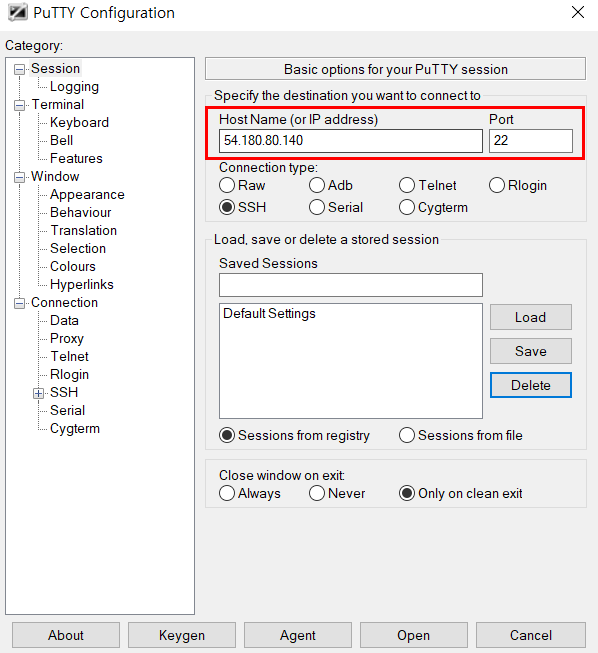 PuTTY Configuration
Category:
Session
Logging
Terminal
Keyboard
Bell
Features
Window
Appearance
Behaviour
Translation
Selection
Colours
Hyperlinks
Connection
Data
Proxy
Telnet
Rlogin
SSH
Serial
Cygterm
Basic options for your PuTTY session
Specify the destination you want to connect to
Host Name (or IP address) Port
54.180.80.140 22
Connection type:
Raw Adb Telnet Rlogin
SSH Serial Cygterm
Load, save or delete a stored session
Saved Sessions
Default Settings
Load
Save
Delete
Sessions from registry Sessions from file
Close window on exit:
Always Never Only on clean exit
About Keygen Agent Open Cancel